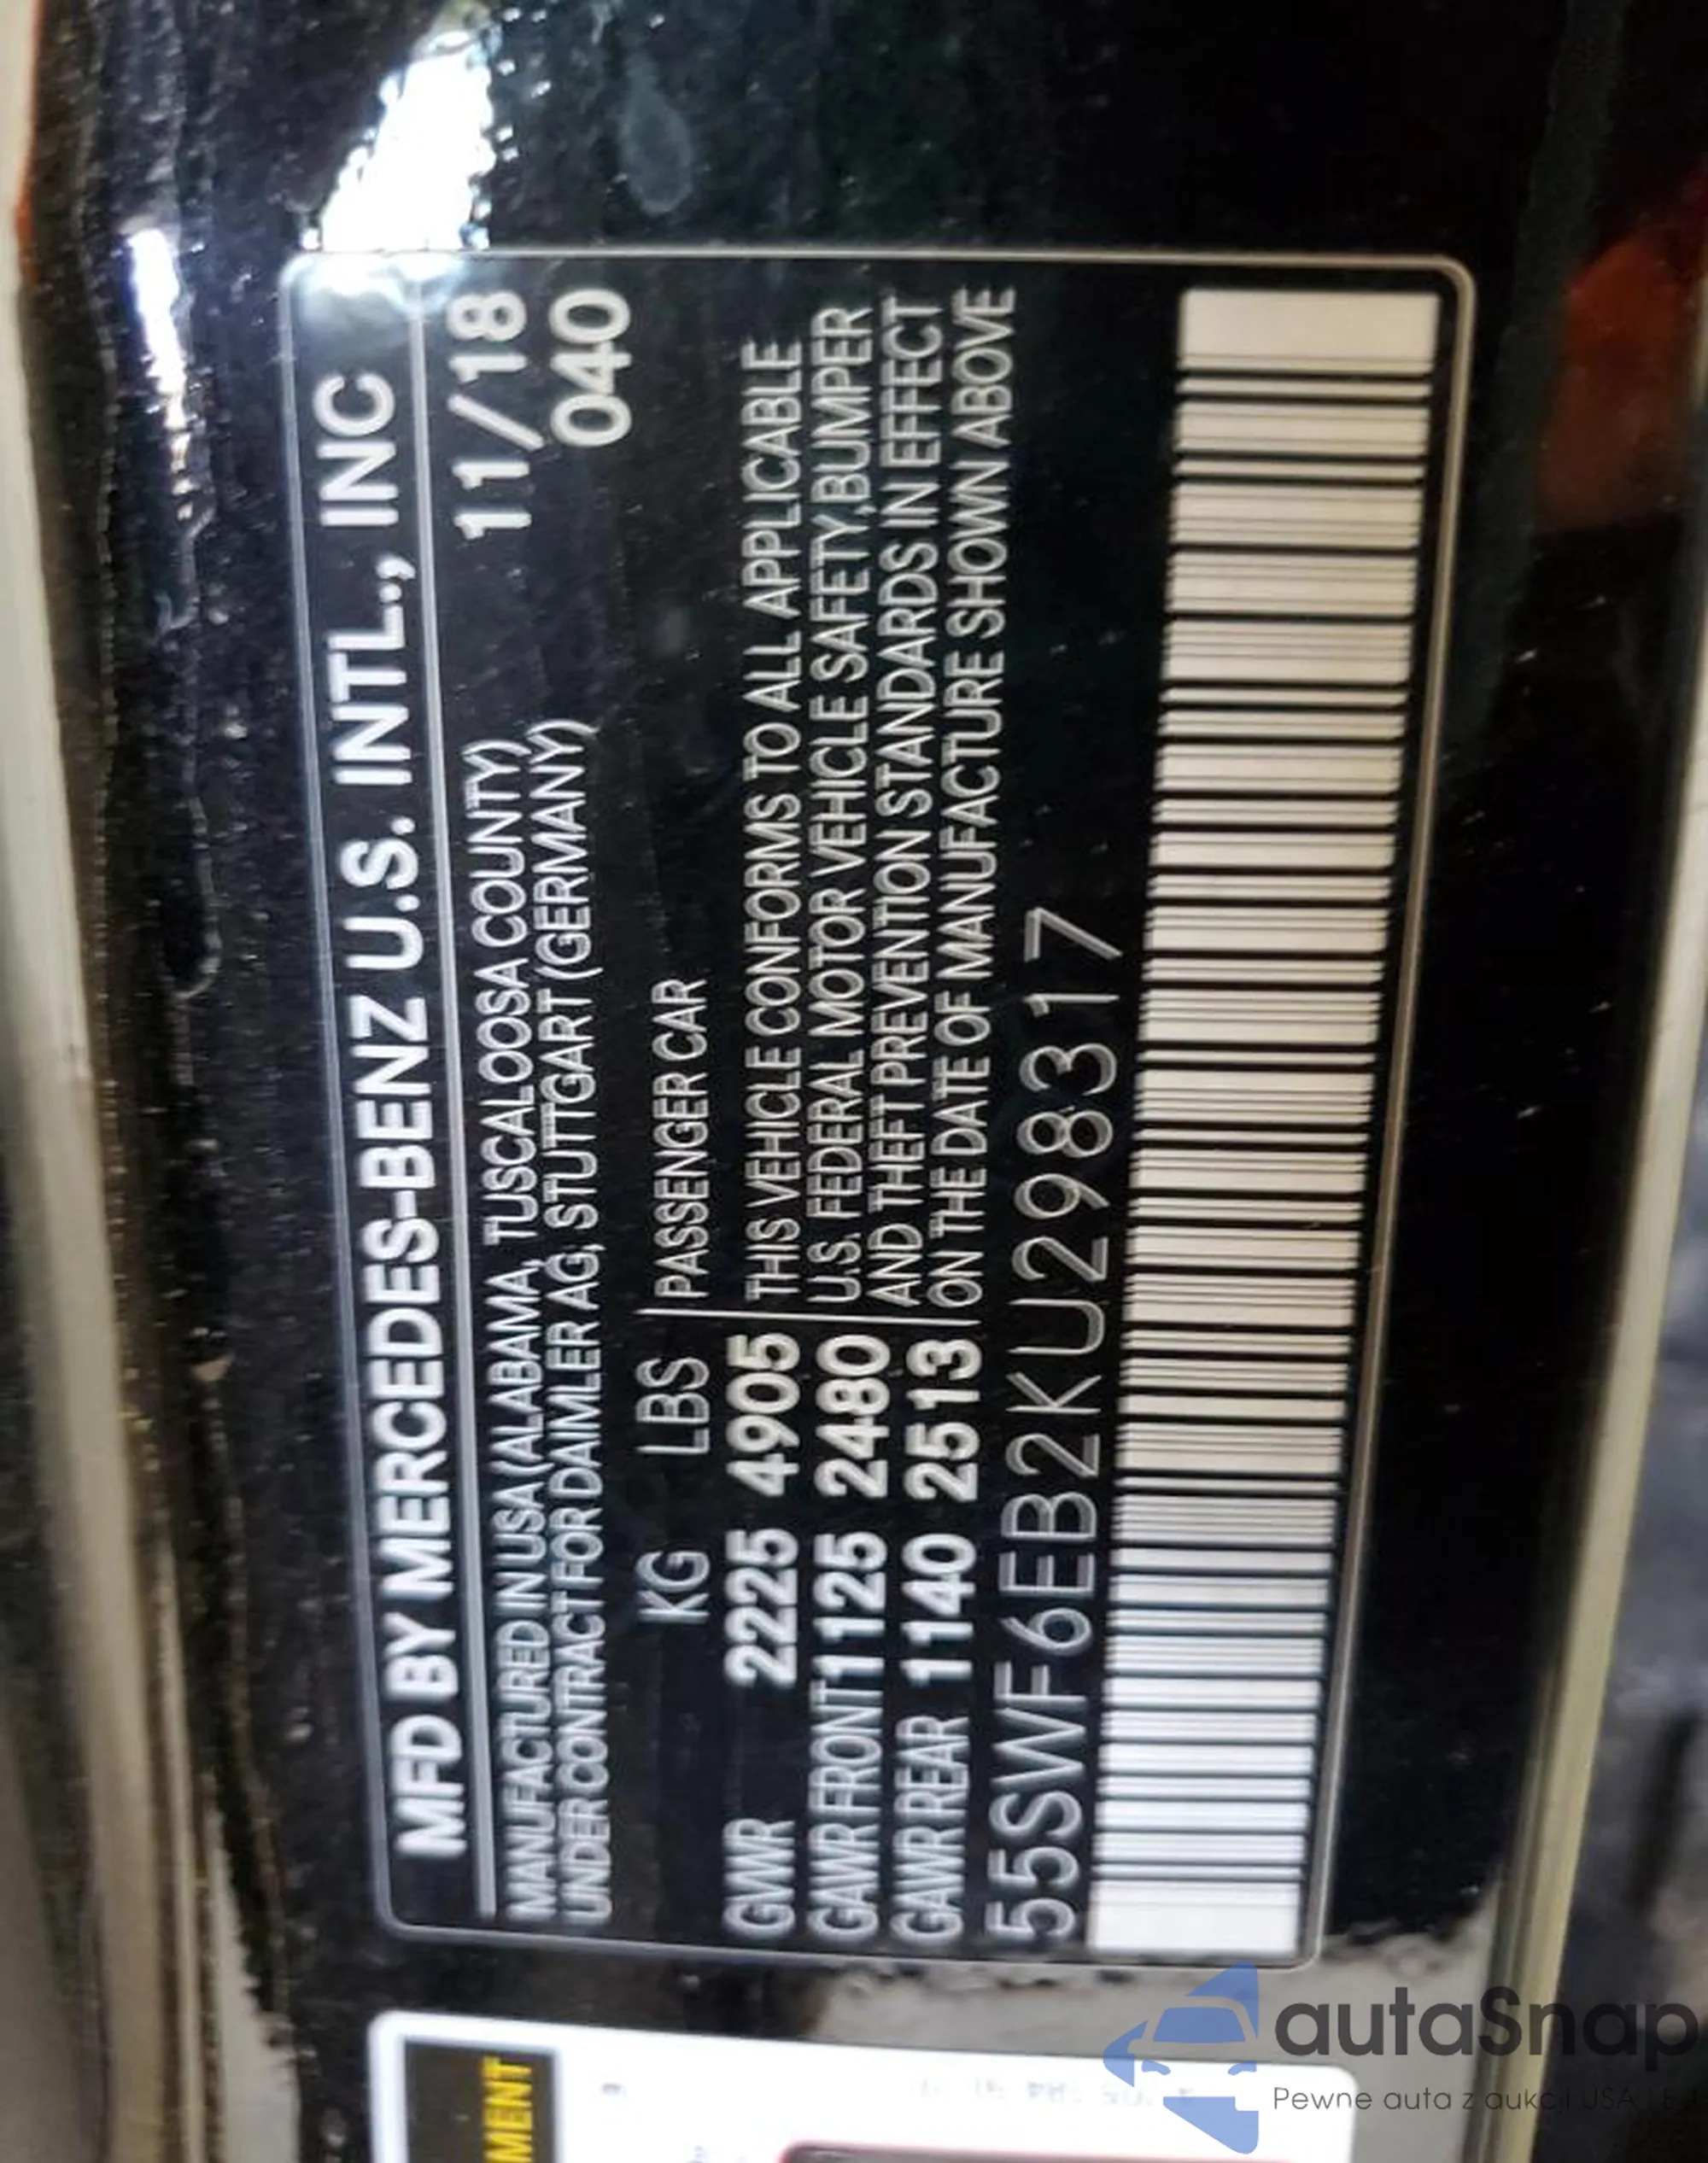 MFD BY MERCEDES-BENZ U.S. INTL., INC
MANUFACTURED IN USA (ALABAMA, TUSCALOOSA COUNTY) 11/18
UNDER CONTRACT FOR DAIMLER AG, STUTTGART (GERMANY) 040
KG LBS PASSENGER CAR
GVWR 2225 4905 THIS VEHICLE CONFORMS TO ALL APPLICABLE
GAWR FRONT 1125 2480 U.S. FEDERAL MOTOR VEHICLE SAFETY,BUMPER
GAWR REAR 1140 2513 AND THEFT PREVENTION STANDARDS IN EFFECT
ON THE DATE OF MANUFACTURE SHOWN ABOVE
55SWF6EB2KU298317
MENT
autaSnap
Pewne auta z aukcji USA